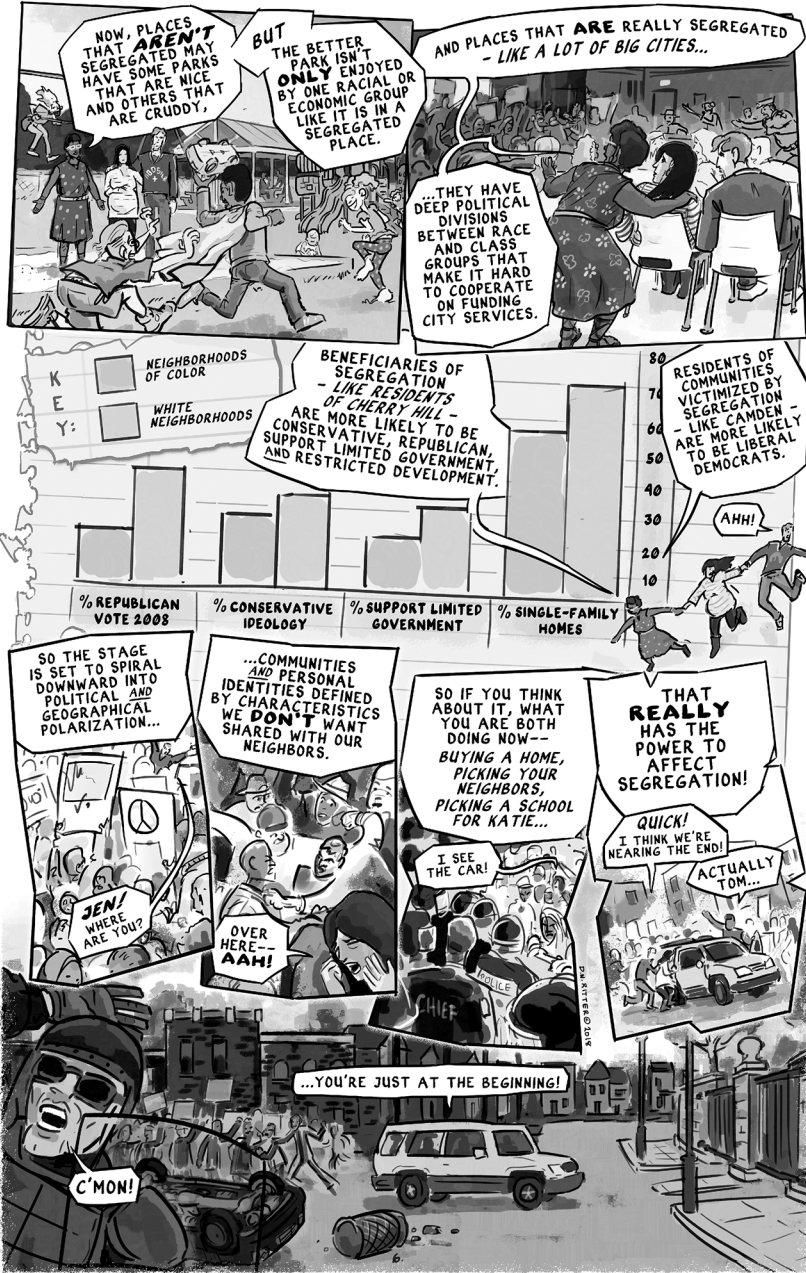 NOW, PLACES
THAT AREN'T
SEGREGATED MAY
HAVE SOME PARKS
THAT ARE NICE
AND OTHERS THAT
ARE CRUDDY,
BUT
THE BETTER
PARK ISN'T
ONLY ENJOYED
BY ONE RACIAL OR
ECONOMIC GROUP
LIKE IT IS IN A
SEGREGATED
PLACE.
AND PLACES THAT ARE REALLY SEGREGATED
- LIKE A LOT OF BIG CITIES...
...THEY HAVE
DEEP POLITICAL
DIVISIONS
BETWEEN RACE
AND CLASS
GROUPS THAT
MAKE IT HARD
TO COOPERATE
ON FUNDING
CITY SERVICES.
KEY:
NEIGHBORHOODS
OF COLOR
WHITE
NEIGHBORHOODS
BENEFICIARIES OF
SEGREGATION
- LIKE RESIDENTS
OF CHERRY HILL -
ARE MORE LIKELY TO BE
CONSERVATIVE, REPUBLICAN,
SUPPORT LIMITED GOVERNMENT,
AND RESTRICTED DEVELOPMENT.
RESIDENTS OF
COMMUNITIES
VICTIMIZED BY
SEGREGATION
- LIKE CAMDEN -
ARE MORE LIKELY
TO BE LIBERAL
DEMOCRATS.
80
50
40
30
20
10
AHH!
% REPUBLICAN
VOTE 2008
% CONSERVATIVE
IDEOLOGY
% SUPPORT LIMITED
GOVERNMENT
% SINGLE-FAMILY
HOMES
SO THE STAGE
IS SET TO SPIRAL
DOWNWARD INTO
POLITICAL AND
GEOGRAPHICAL
POLARIZATION...
JEN!
WHERE
ARE YOU?
...COMMUNITIES
AND PERSONAL
IDENTITIES DEFINED
BY CHARACTERISTICS
WE DON'T WANT
SHARED WITH OUR
NEIGHBORS.
OVER
HERE--
AAH!
SO IF YOU THINK
ABOUT IT, WHAT
YOU ARE BOTH
DOING NOW--
BUYING A HOME,
PICKING YOUR
NEIGHBORS,
PICKING A SCHOOL
FOR KATIE...
I SEE
THE CAR!
POLICE
CHIEF
D.N.RITTER©2018
THAT
REALLY
HAS THE
POWER TO
AFFECT
SEGREGATION!
QUICK!
I THINK WE'RE
NEARING THE END!
ACTUALLY
TOM...
...YOU'RE JUST AT THE BEGINNING!
C'MON!
6.